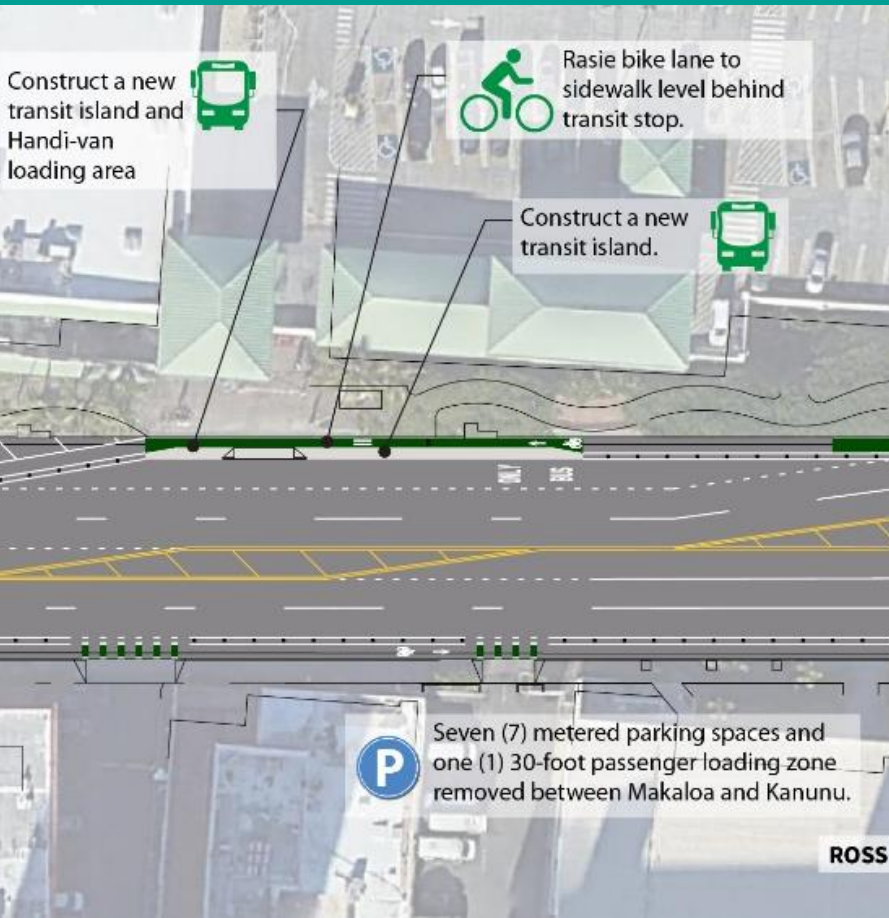 Construct a new
transit island and
Handi-van
loading area
Rasie bike lane to
sidewalk level behind
transit stop.
Construct a new
transit island.
ONLY
BUS
P
Seven (7) metered parking spaces and
one (1) 30-foot passenger loading zone
removed between Makaloa and Kanunu.
ROSS